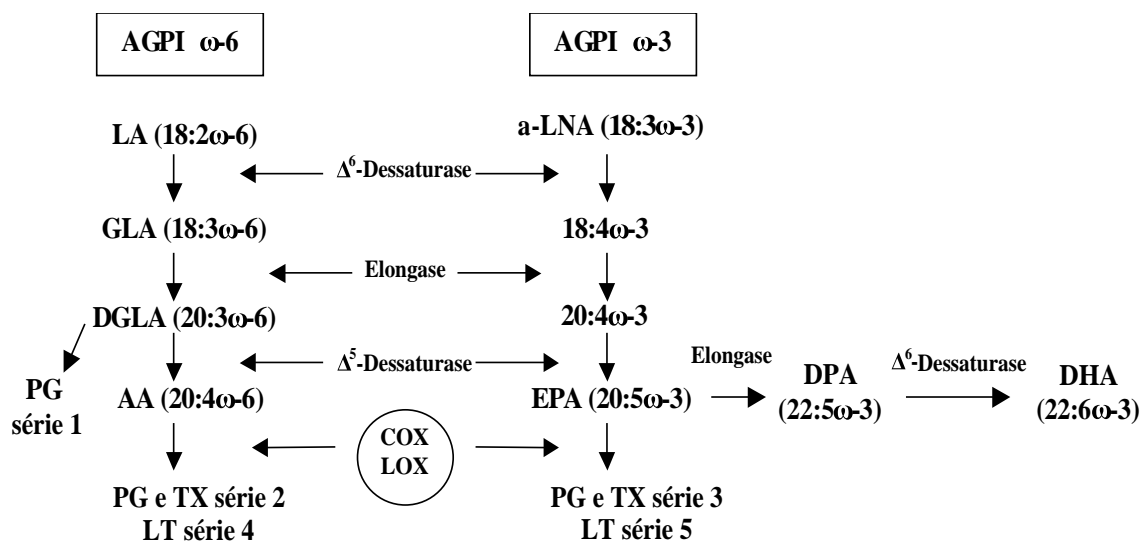 AGPI ω-6
AGPI ω-3
LA (18:2ω-6)
a-LNA (18:3ω-3)
Δ⁶-Dessaturase
GLA (18:3ω-6)
18:4ω-3
Elongase
DGLA (20:3ω-6)
20:4ω-3
Δ⁵-Dessaturase
Elongase
Δ⁶-Dessaturase
PG
série 1
AA (20:4ω-6)
EPA (20:5ω-3)
DPA
(22:5ω-3)
DHA
(22:6ω-3)
COX
LOX
PG e TX série 2
LT série 4
PG e TX série 3
LT série 5